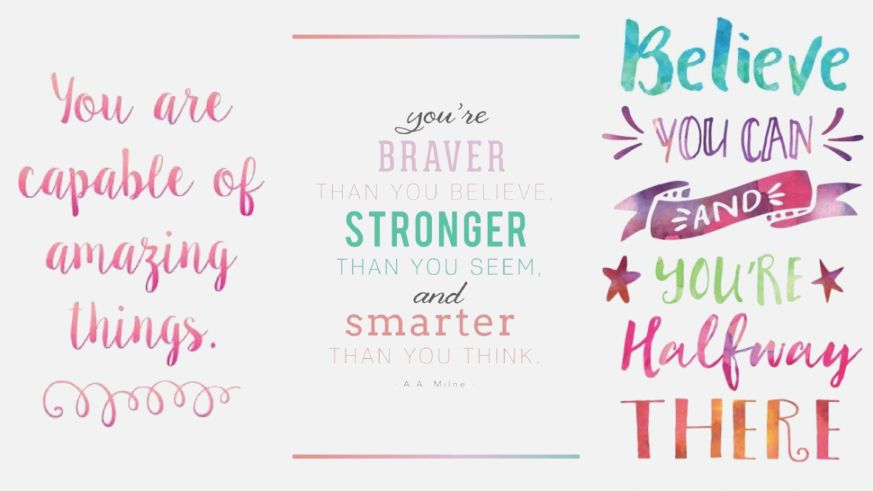 You are
capable of
amazing
things.
you're
BRAVER
THAN YOU BELIEVE,
STRONGER
THAN YOU SEEM,
and
smarter
THAN YOU THINK.
- A.A. Milne -
Believe
YOU CAN
AND
YOU'RE
Halfway
THERE